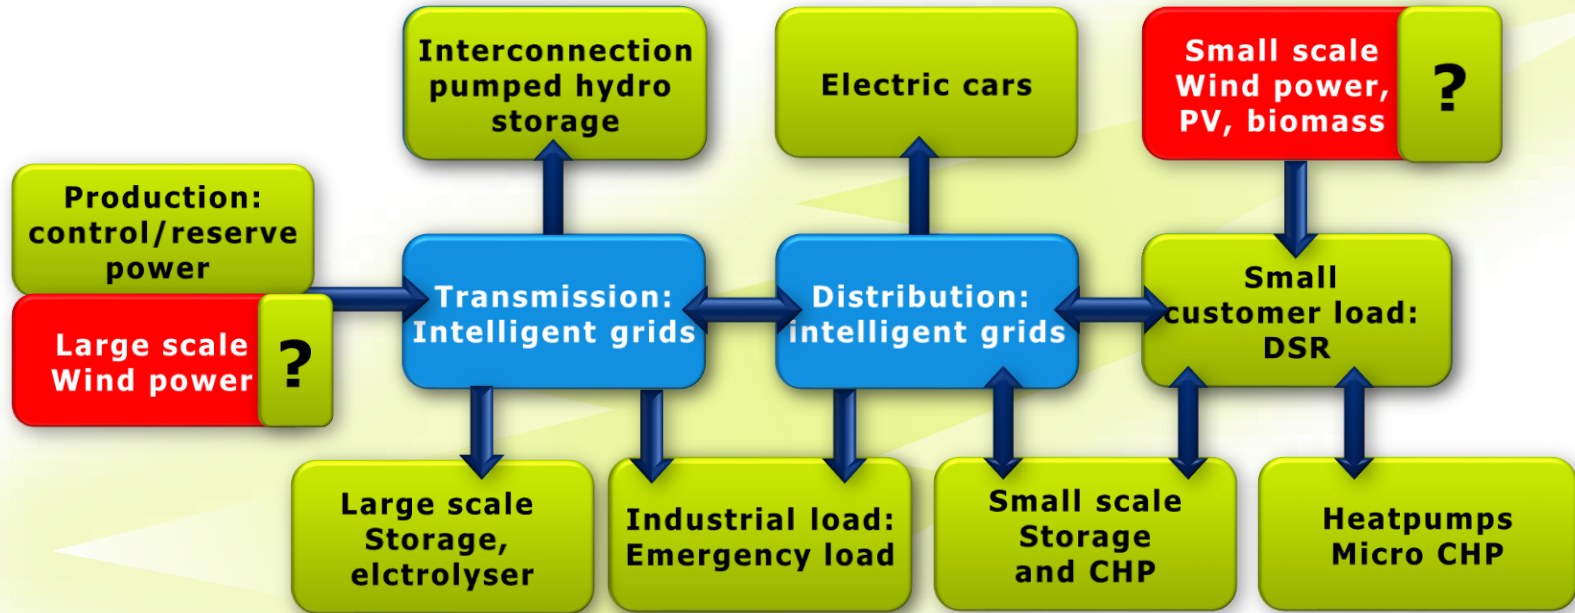 Interconnection
pumped hydro
storage
Electric cars
Small scale
Wind power,
PV, biomass
?
Production:
control/reserve
power
Large scale
Wind power
?
Transmission:
Intelligent grids
Distribution:
intelligent grids
Small
customer load:
DSR
Large scale
Storage,
elctrolyser
Industrial load:
Emergency load
Small scale
Storage
and CHP
Heatpumps
Micro CHP